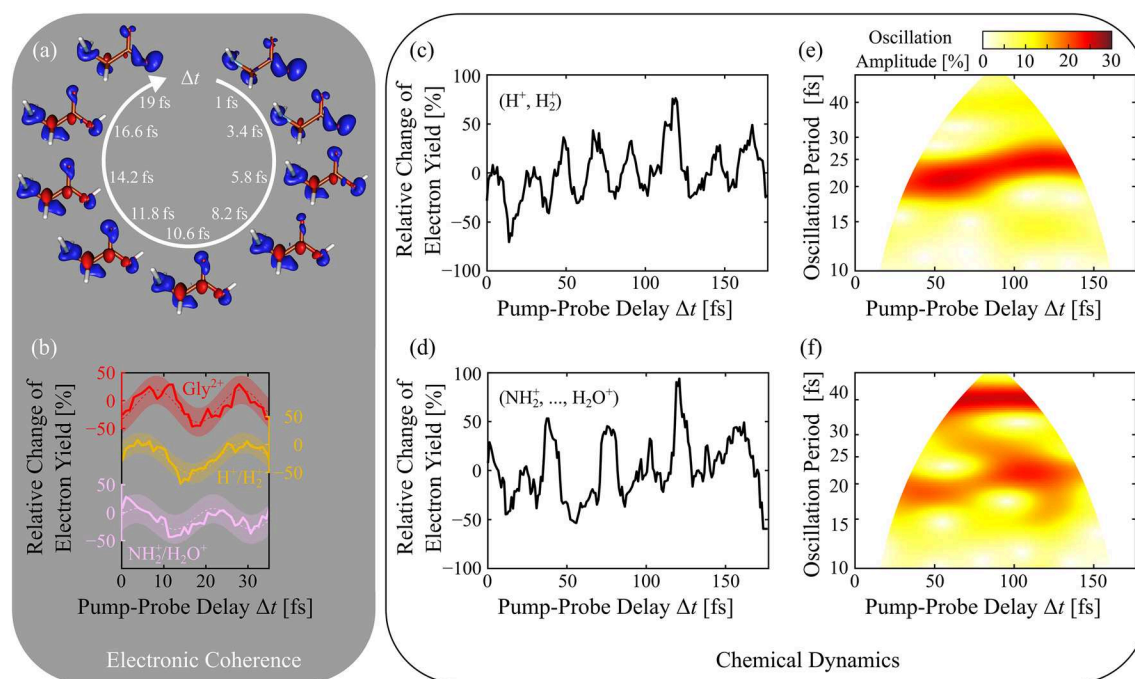 (a)
Δt
1 fs
3.4 fs
5.8 fs
8.2 fs
10.6 fs
11.8 fs
14.2 fs
16.6 fs
19 fs
(b)
Relative Change of
Electron Yield [%]
50
0
−50
Gly²⁺
50
0
−50
H⁺/H₂⁺
50
0
−50
NH₂⁺/H₂O⁺
0 10 20 30
Pump-Probe Delay Δt [fs]
Electronic Coherence
(c)
Relative Change of
Electron Yield [%]
100
50
0
−50
−100
(H⁺, H₂⁺)
0 50 100 150
Pump-Probe Delay Δt [fs]
(d)
Relative Change of
Electron Yield [%]
100
50
0
−50
−100
(NH₂⁺, ..., H₂O⁺)
0 50 100 150
Pump-Probe Delay Δt [fs]
(e)
Oscillation
Amplitude [%]
0 10 20 30
Oscillation Period [fs]
40
30
25
20
15
10
50 100 150
Pump-Probe Delay Δt [fs]
(f)
Oscillation Period [fs]
40
30
25
20
15
10
50 100 150
Pump-Probe Delay Δt [fs]
Chemical Dynamics